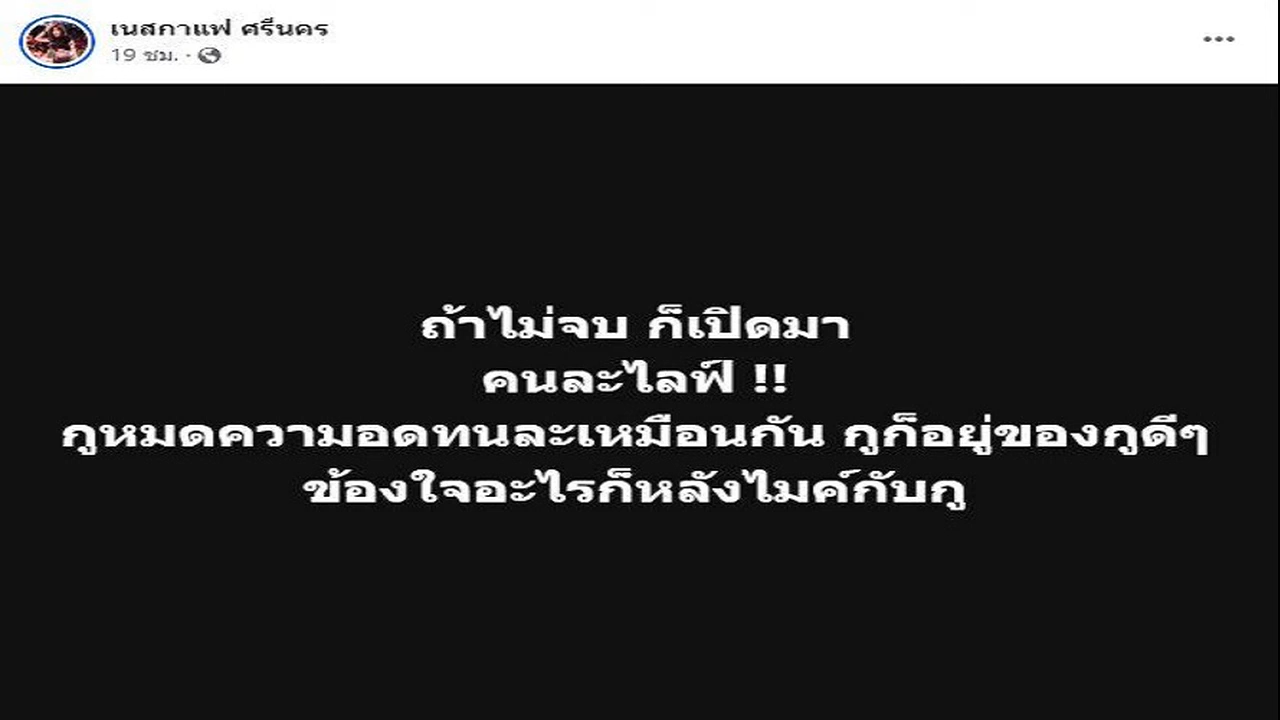 เนสกาแฟ ศรีนคร
19 ชม. ·
ถ้าไม่จบ ก็เปิดมา
คนละไลฟ์ !!
กูหมดความอดทนละเหมือนกัน กูก็อยู่ของกูดีๆ
ข้องใจอะไรก็หลังไมค์กับกู